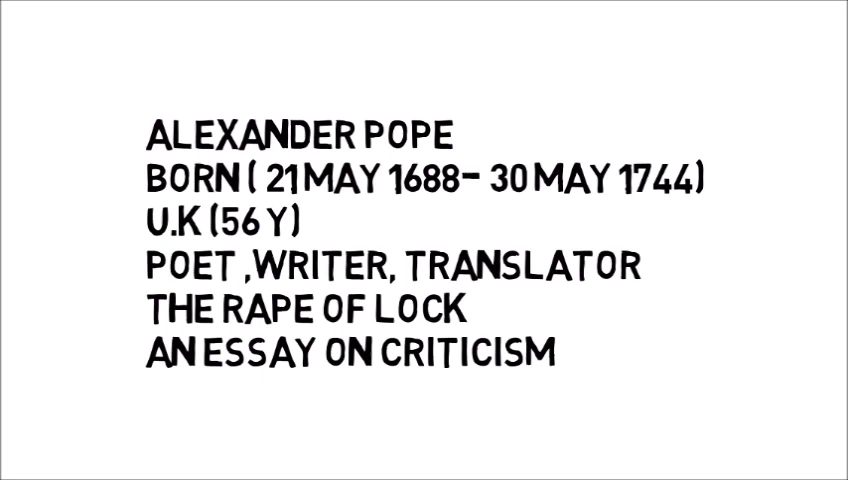 ALEXANDER POPE
BORN ( 21 MAY 1688- 30 MAY 1744)
U.K (56 Y)
POET ,WRITER, TRANSLATOR
THE RAPE OF LOCK
AN ESSAY ON CRITICISM